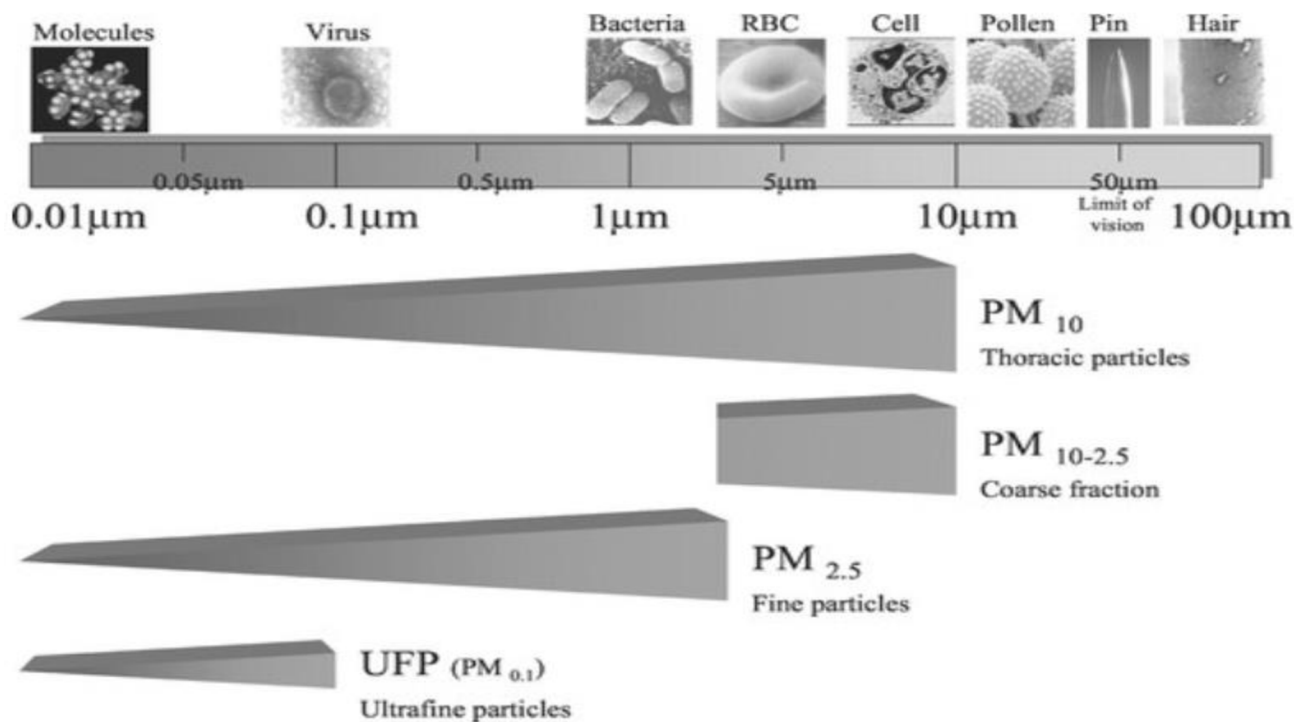 Molecules Virus Bacteria RBC Cell Pollen Pin Hair
0.05μm 0.5μm 5μm 50μm
0.01μm 0.1μm 1μm 10μm Limit of vision 100μm
PM 10
Thoracic particles
PM 10-2.5
Coarse fraction
PM 2.5
Fine particles
UFP (PM 0.1)
Ultrafine particles